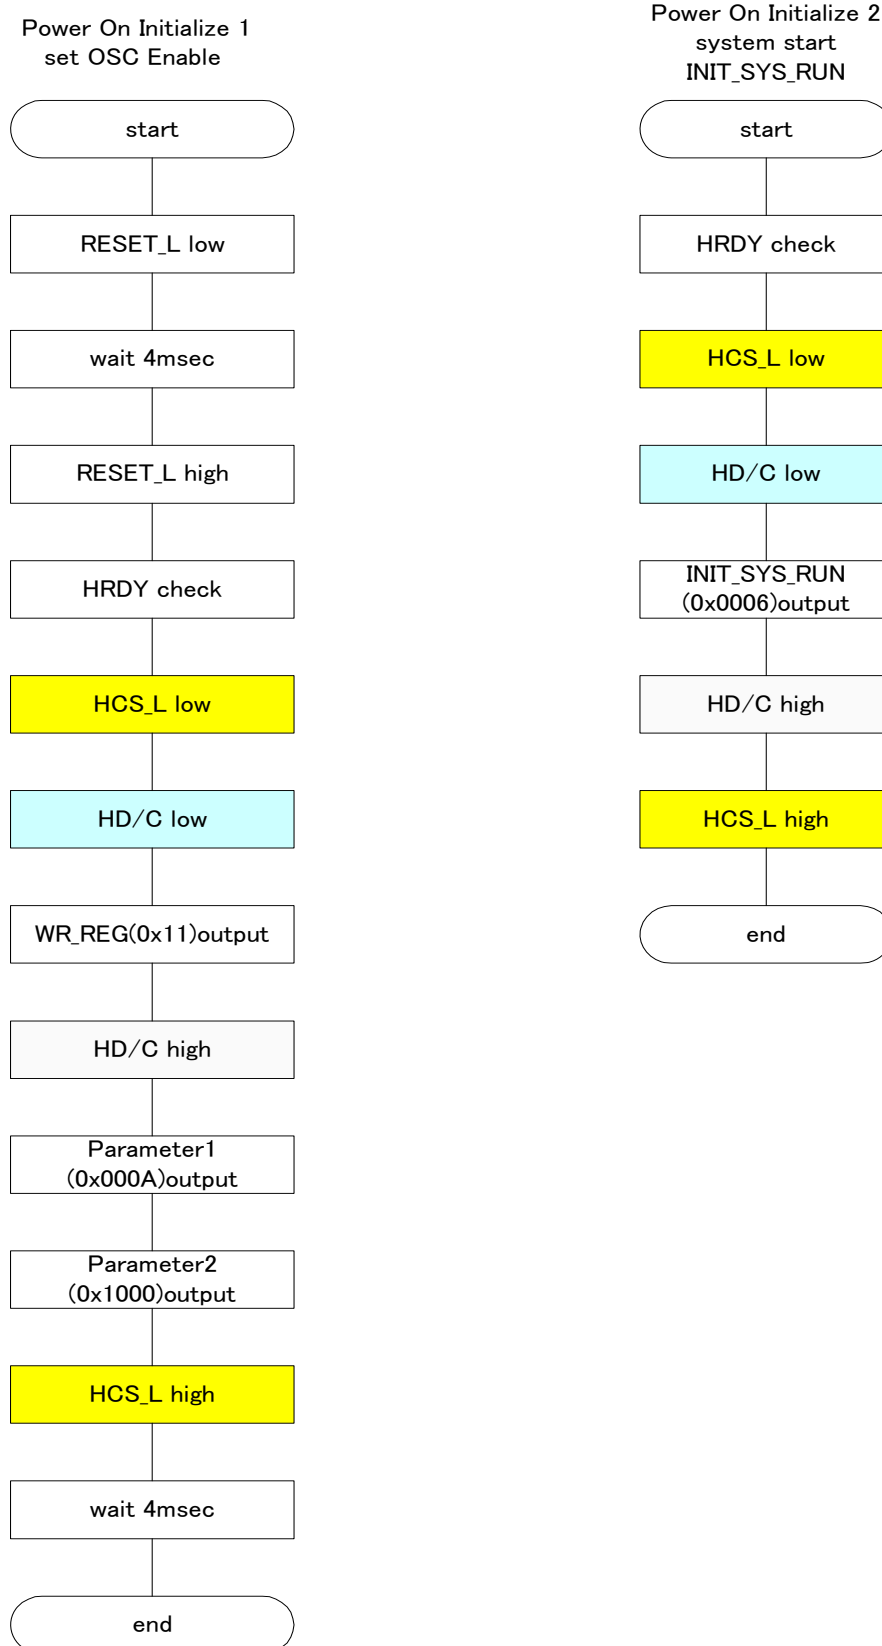 Power On Initialize 1
set OSC Enable
start
RESET_L low
wait 4msec
RESET_L high
HRDY check
HCS_L low
HD/C low
WR_REG(0x11)output
HD/C high
Parameter1
(0x000A)output
Parameter2
(0x1000)output
HCS_L high
wait 4msec
end
Power On Initialize 2
system start
INIT_SYS_RUN
start
HRDY check
HCS_L low
HD/C low
INIT_SYS_RUN
(0x0006)output
HD/C high
HCS_L high
end